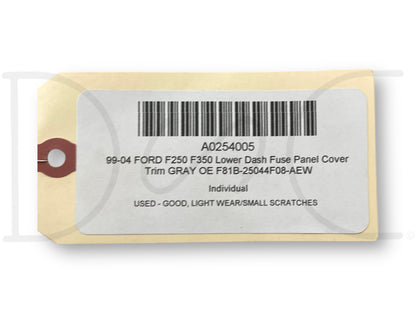 A0254005
99-04 FORD F250 F350 Lower Dash Fuse Panel Cover
Trim GRAY OE F81B-25044F08-AEW
Individual
USED - GOOD, LIGHT WEAR/SMALL SCRATCHES